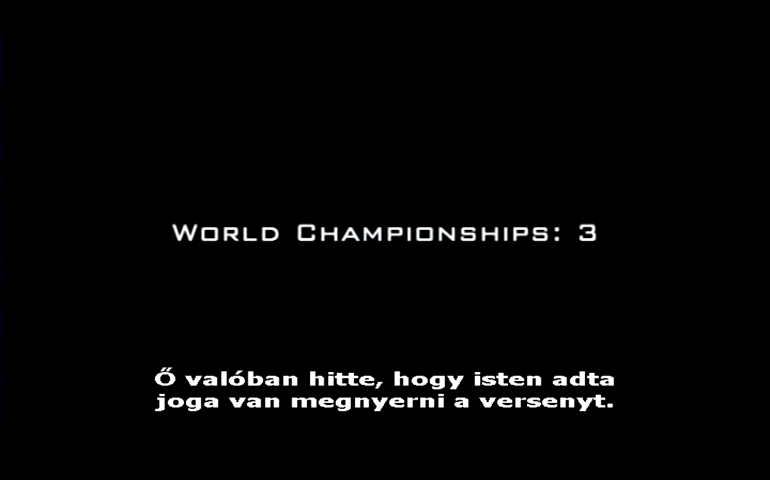 World Championships: 3
Ő valóban hitte, hogy isten adta
joga van megnyerni a versenyt.